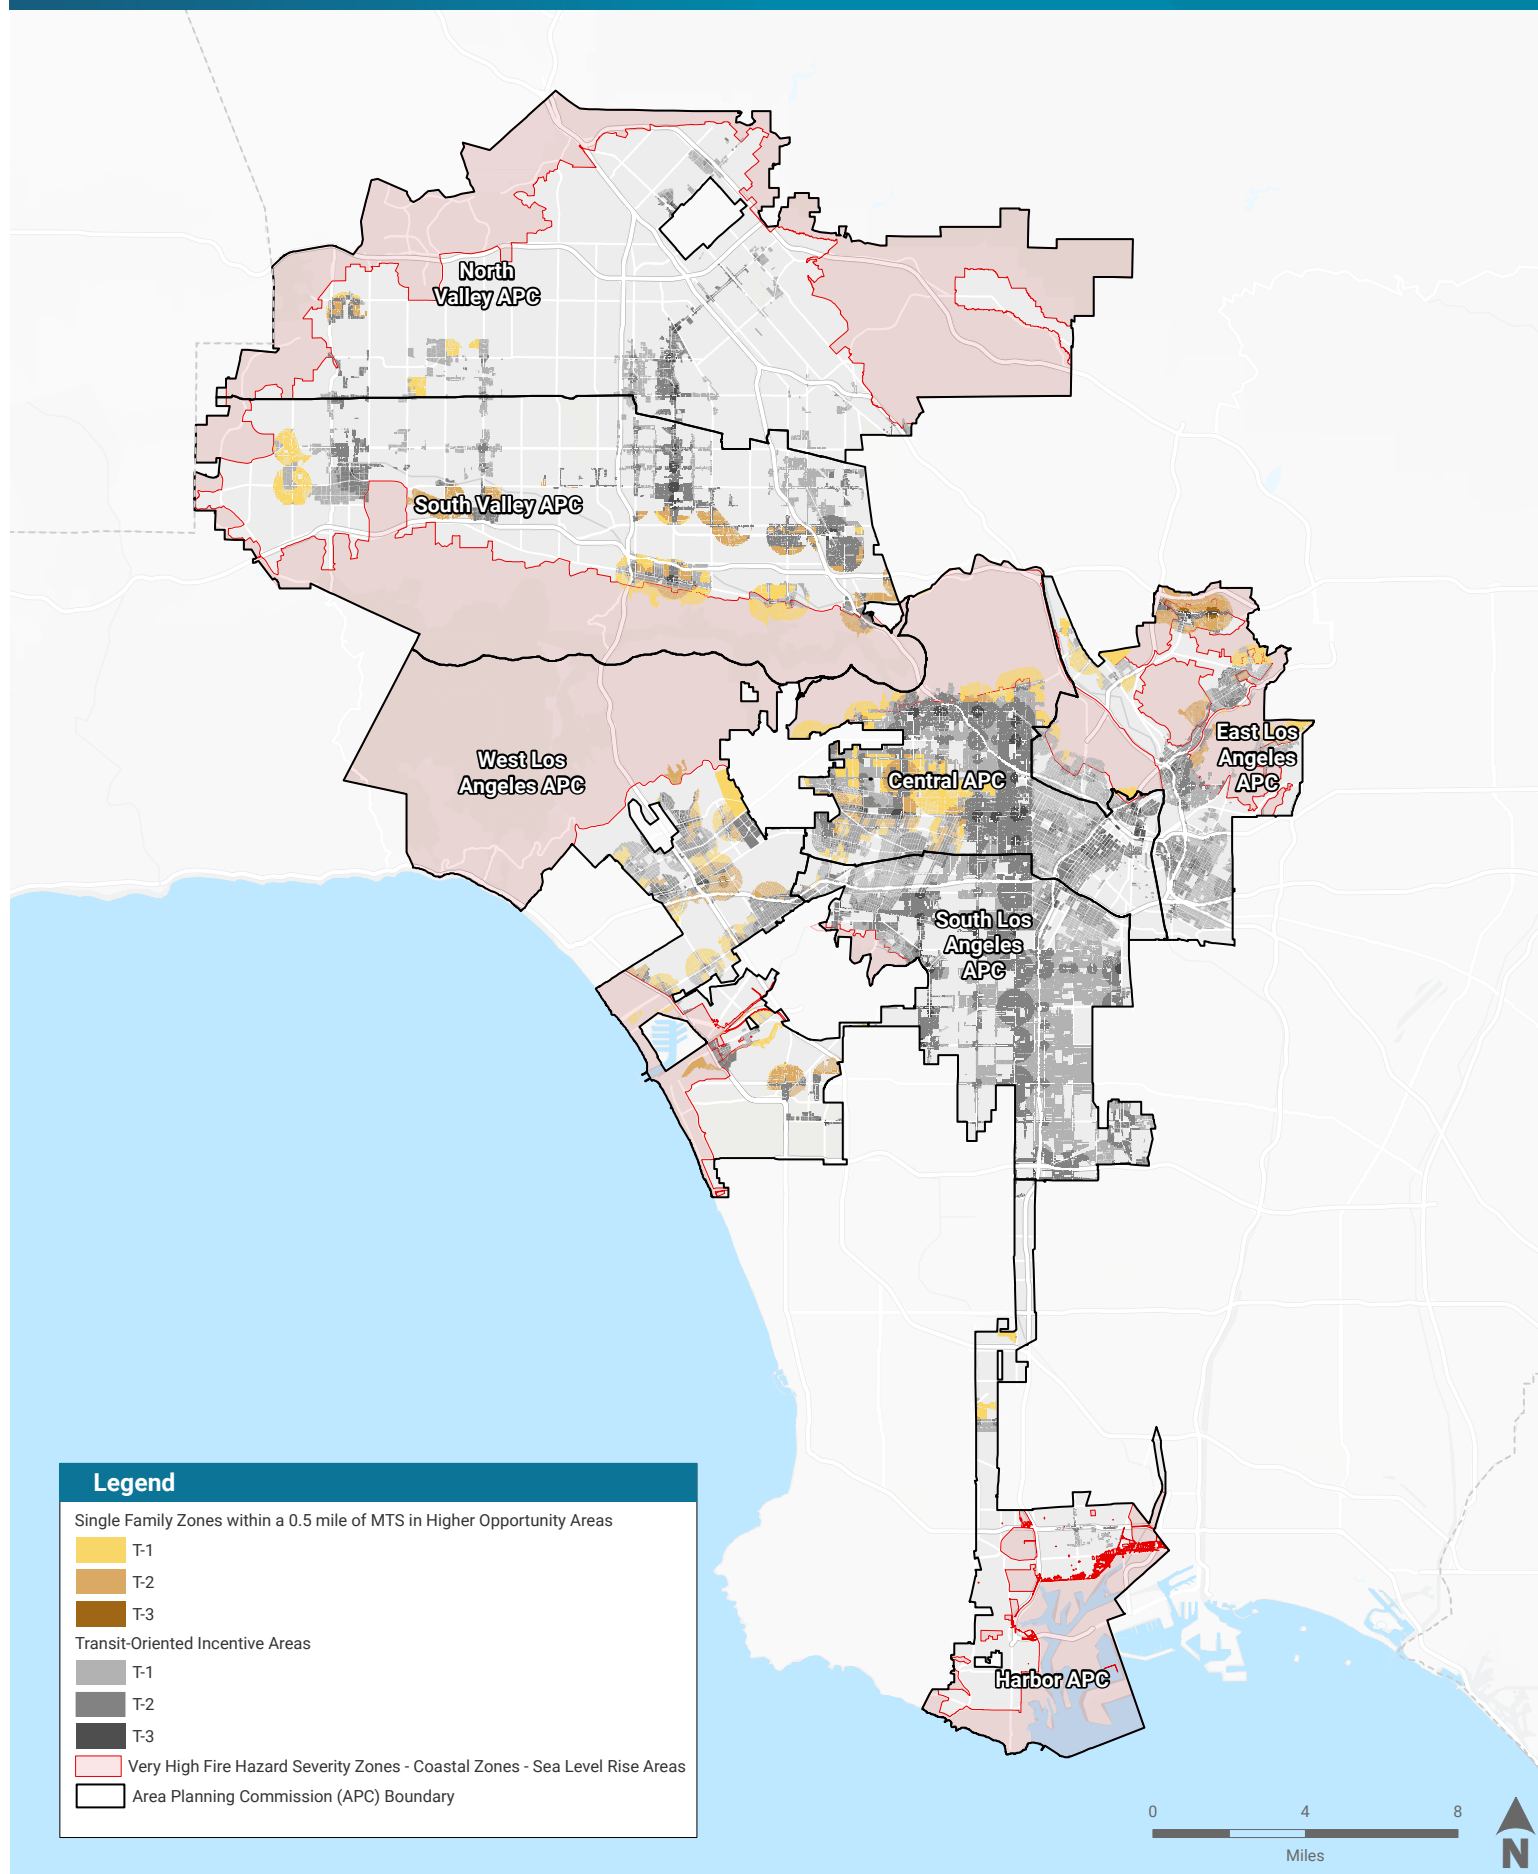 North
Valley APC
South Valley APC
West Los
Angeles APC
Central APC
East Los
Angeles
APC
South Los
Angeles
APC
Harbor APC
Legend
Single Family Zones within a 0.5 mile of MTS in Higher Opportunity Areas
T-1
T-2
T-3
Transit-Oriented Incentive Areas
T-1
T-2
T-3
Very High Fire Hazard Severity Zones - Coastal Zones - Sea Level Rise Areas
Area Planning Commission (APC) Boundary
0 4 8
Miles
N